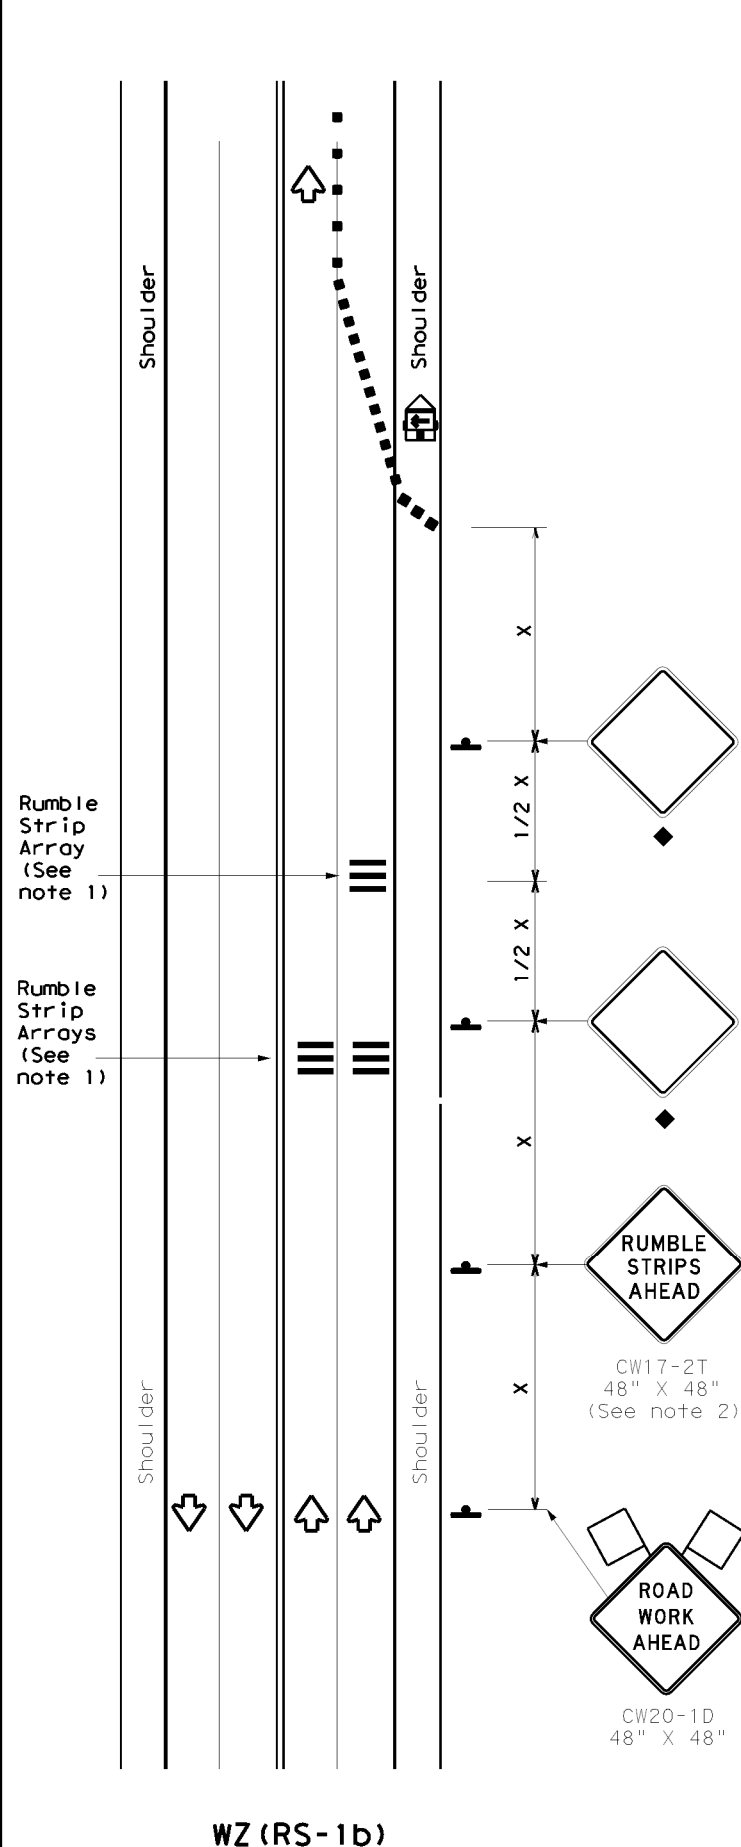 Shoulder
Shoulder
X
1/2 X
Rumble
Strip
Array
(See
note 1)
1/2 X
Rumble
Strip
Arrays
(See
note 1)
X
RUMBLE
STRIPS
AHEAD
CW17-2T
48" X 48"
(See note 2)
X
Shoulder
Shoulder
ROAD
WORK
AHEAD
CW20-1D
48" X 48"
WZ(RS-1b)